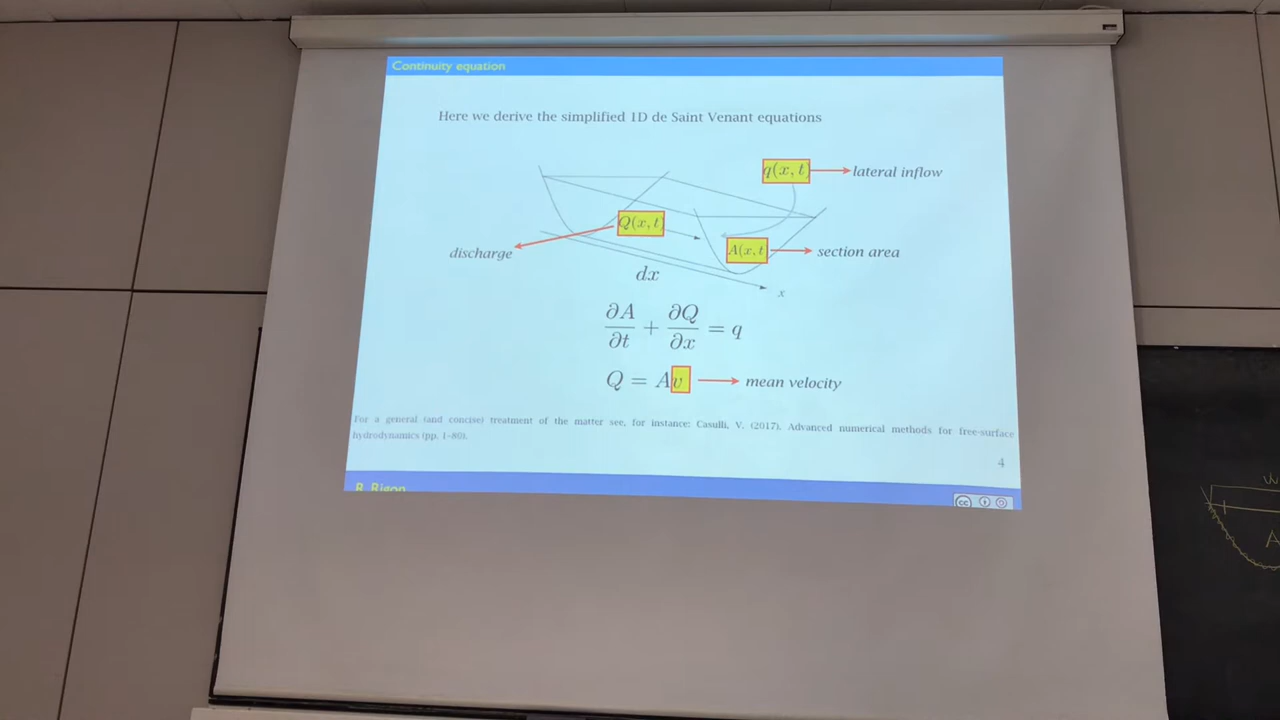 Continuity equation
Here we derive the simplified 1D de Saint Venant equations
q(x, t) lateral inflow
Q(x, t)
discharge
A(x, t section area
dx
x
∂A/∂t + ∂Q/∂x = q
Q = Av mean velocity
For a general (and concise) treatment of the matter see, for instance: Casulli, V. (2017). Advanced numerical methods for free-surface
hydrodynamics (pp. 1-80).
4
R. Rigon
cc
A